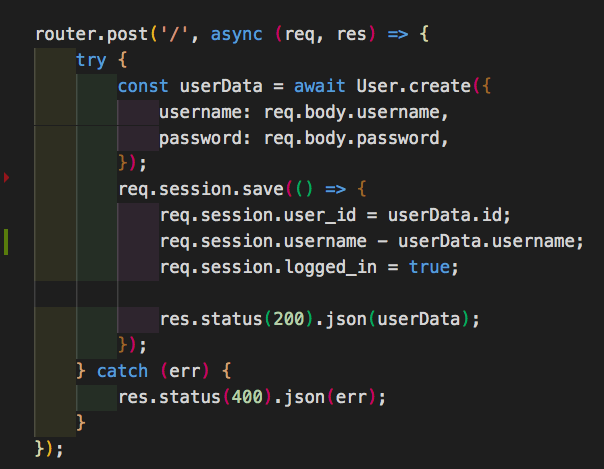 router.post('/', async (req, res) => {
    try {
        const userData = await User.create({
            username: req.body.username,
            password: req.body.password,
        });
        req.session.save(() => {
            req.session.user_id = userData.id;
            req.session.username - userData.username;
            req.session.logged_in = true;

            res.status(200).json(userData);
        });
    } catch (err) {
        res.status(400).json(err);
    }
});